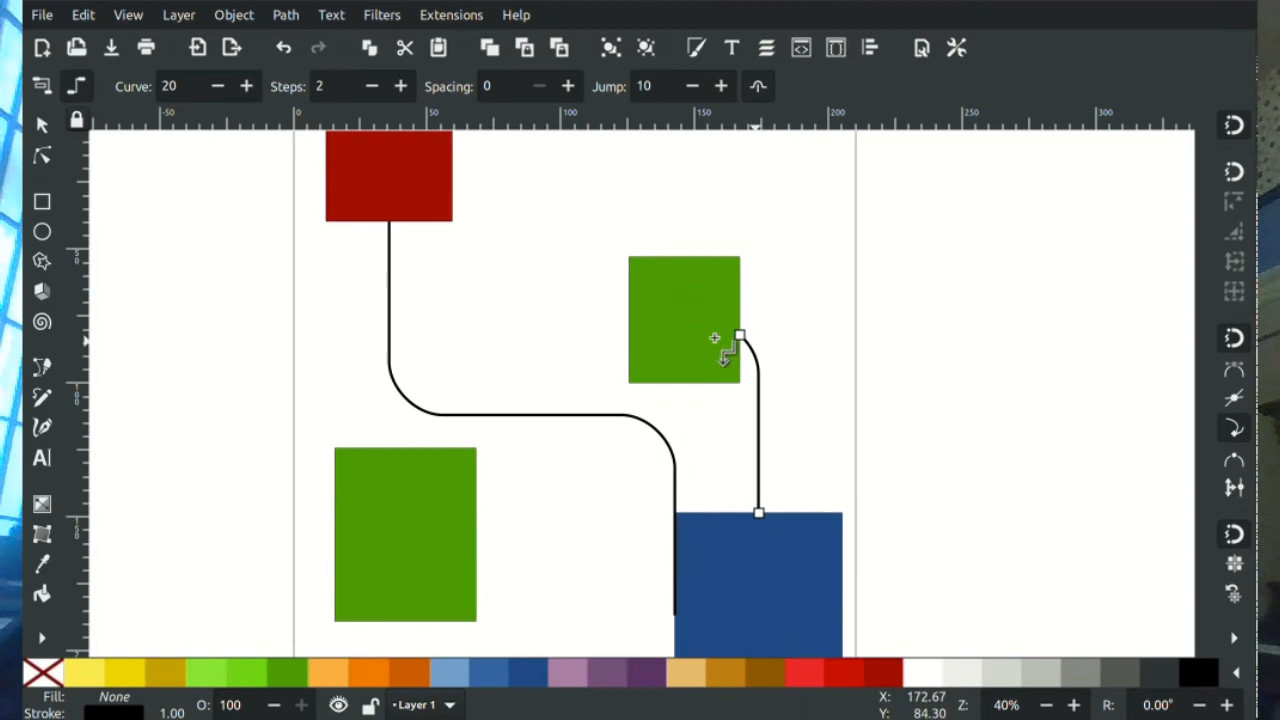 File Edit View Layer Object Path Text Filters Extensions Help
Curve: 20 Steps: 2 Spacing: 0 Jump: 10
-50 0 50 100 150 200 250 300
Fill: None O: 100 Layer 1 X: 172.67 Z: 40% R: 0.00°
Stroke: 1.00 Y: 84.30